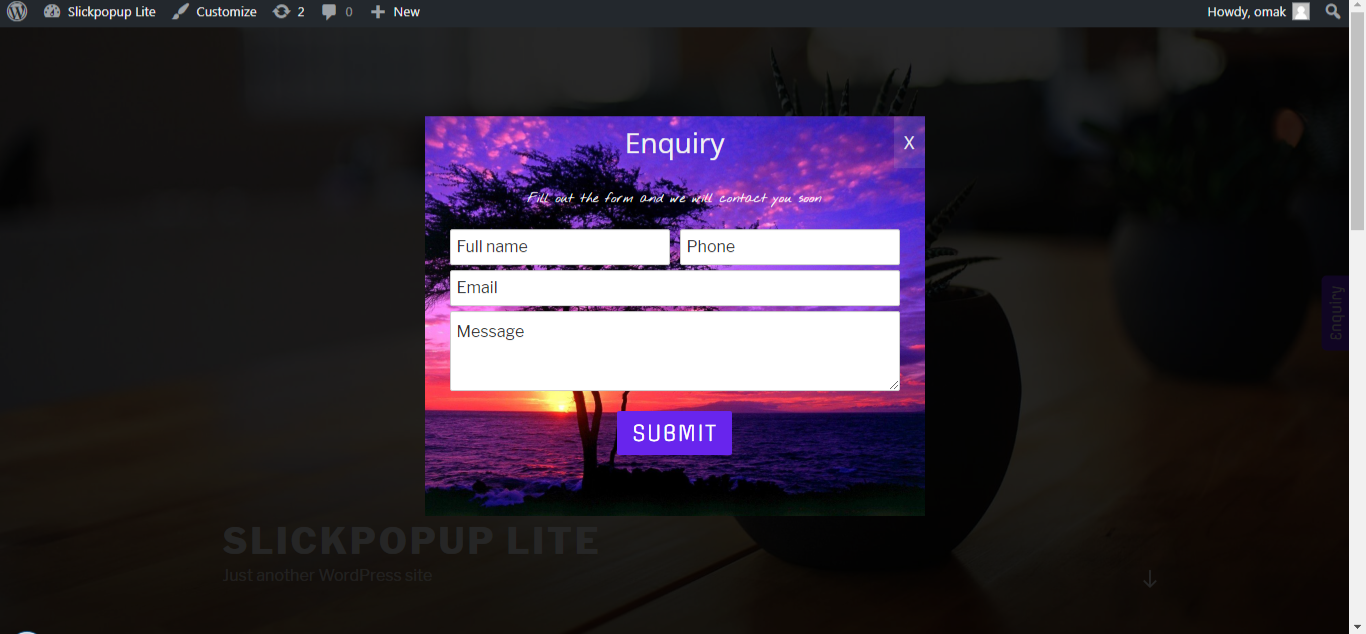 Slickpopup Lite Customize 2 0 New Howdy, omak
Enquiry X
Fill out the form and we will contact you soon
Full name Phone
Email
Message
SUBMIT
Enquiry
SLICKPOPUP LITE
Just another WordPress site